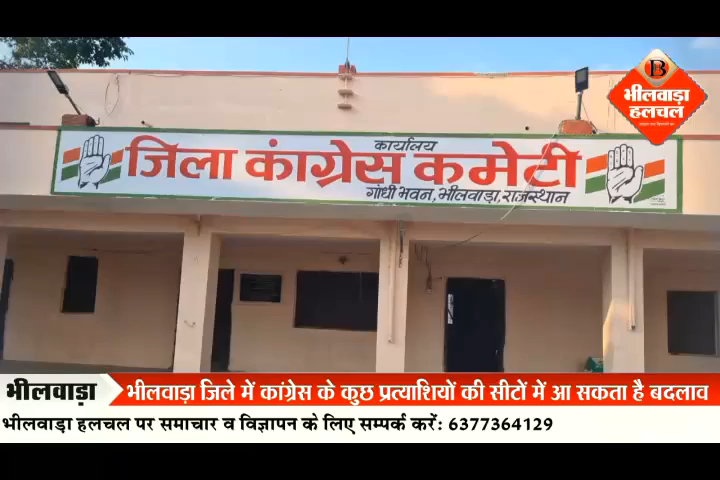 B
भीलवाड़ा
हलचल
कार्यालय
जिला कांग्रेस कमेटी
गांधी भवन, भीलवाड़ा, राजस्थान
भीलवाड़ा
भीलवाड़ा जिले में कांग्रेस के कुछ प्रत्याशियों की सीटों में आ सकता है बदलाव
भीलवाड़ा हलचल पर समाचार व विज्ञापन के लिए सम्पर्क करें: 6377364129